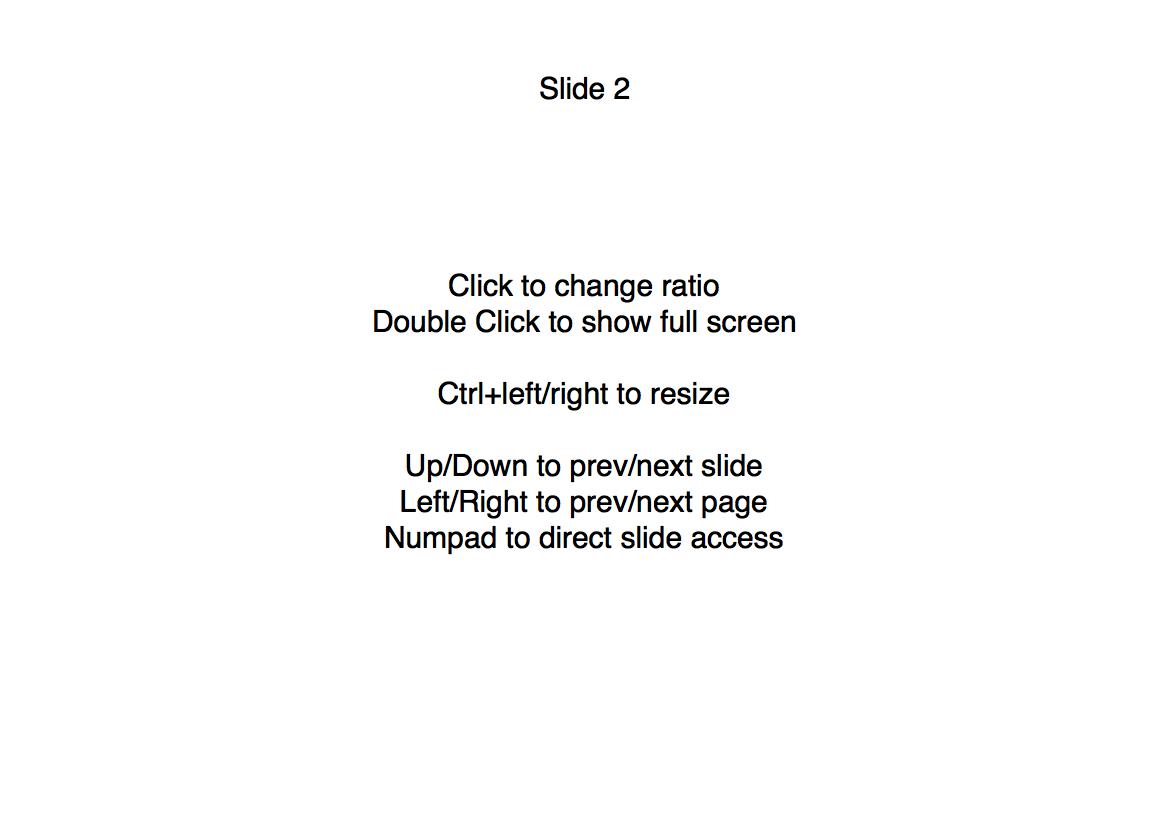 Slide 2
Click to change ratio
Double Click to show full screen
Ctrl+left/right to resize
Up/Down to prev/next slide
Left/Right to prev/next page
Numpad to direct slide access